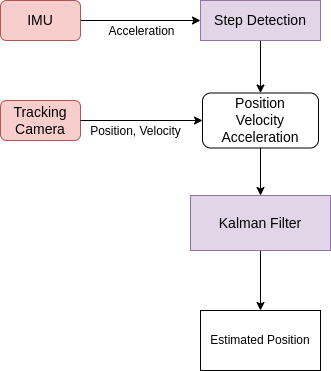 IMU
Acceleration
Step Detection
Tracking
Camera
Position, Velocity
Position
Velocity
Acceleration
Kalman Filter
Estimated Position